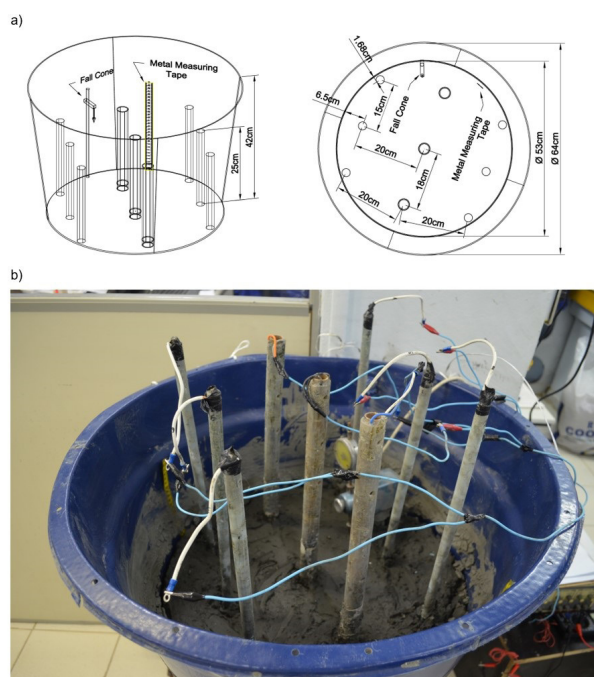 a)
Fall Cone
Metal Measuring
Tape
25cm
42cm
1.68cm
6.5cm
15cm
Fall Cone
20cm
18cm
Metal Measuring
Tape
20cm
20cm
Ø 53cm
Ø 64cm
b)